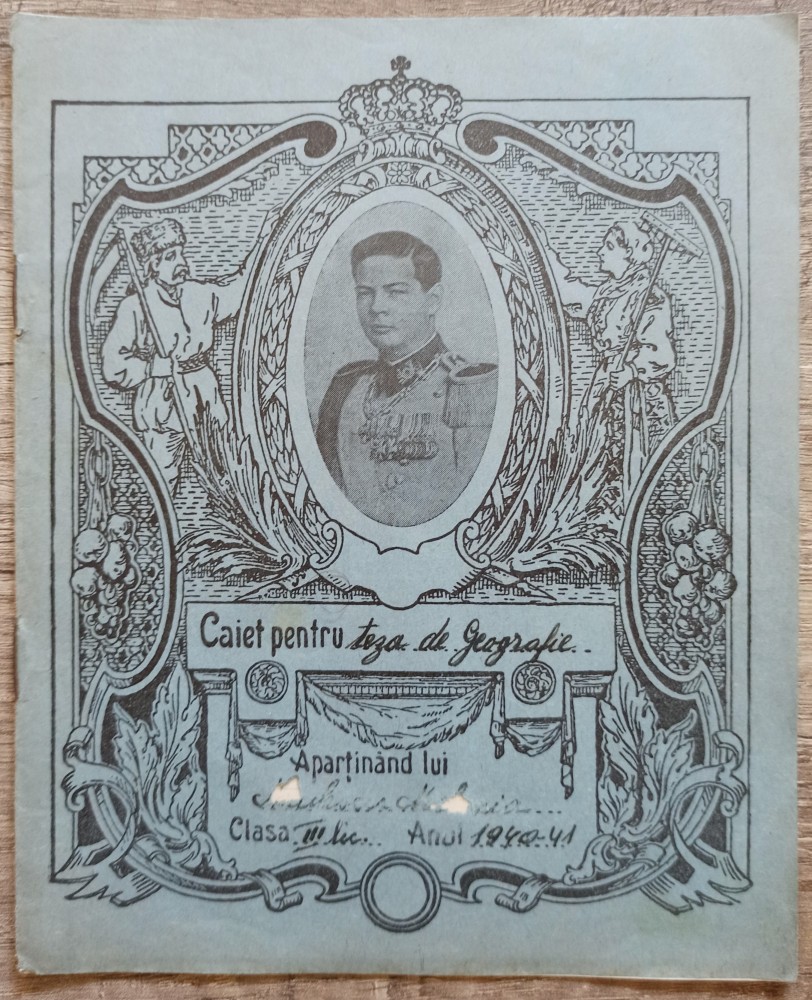 Caiet pentru teza de Geografie.
Aparținând lui
Clasa III lic. Anul 1940-41